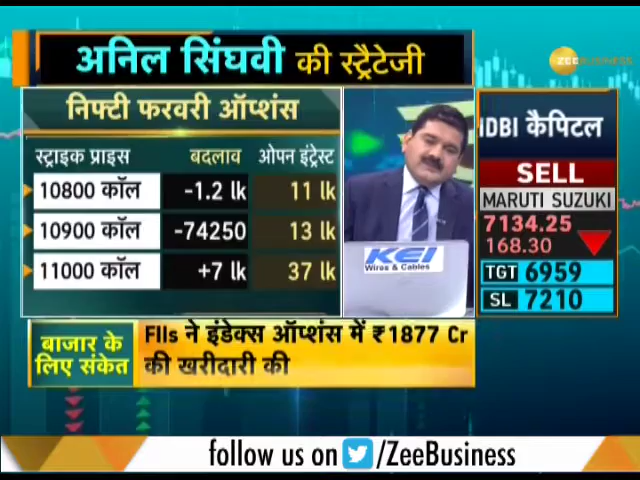 अनिल सिंघवी की स्ट्रैटेजी
ZEEBUSINESS
निफ्टी फरवरी ऑप्शंस
स्ट्राइक प्राइस बदलाव ओपन इंट्रेस्ट
10800 कॉल -1.2 lk 11 lk
10900 कॉल -74250 13 lk
11000 कॉल +7 lk 37 lk
KEI
Wires & Cables
IDBI कैपिटल
SELL
MARUTI SUZUKI
7134.25
168.30
TGT 6959
SL 7210
बाजार के लिए संकेत
FIIs ने इंडेक्स ऑप्शंस में ₹1877 Cr
की खरीदारी की
follow us on /ZeeBusiness